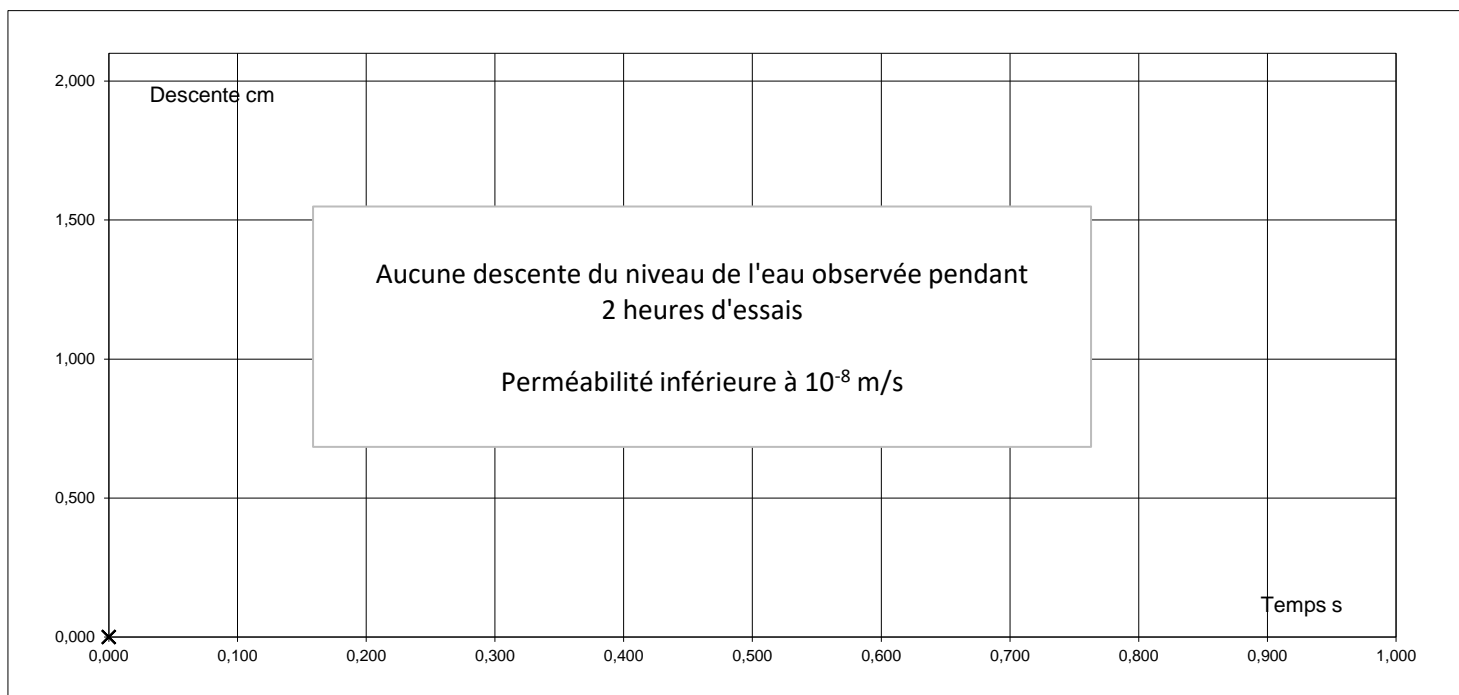 2,000
Descente cm
1,500
Aucune descente du niveau de l'eau observée pendant
2 heures d'essais
Perméabilité inférieure à 10⁻⁸ m/s
1,000
0,500
Temps s
0,000
0,000 0,100 0,200 0,300 0,400 0,500 0,600 0,700 0,800 0,900 1,000